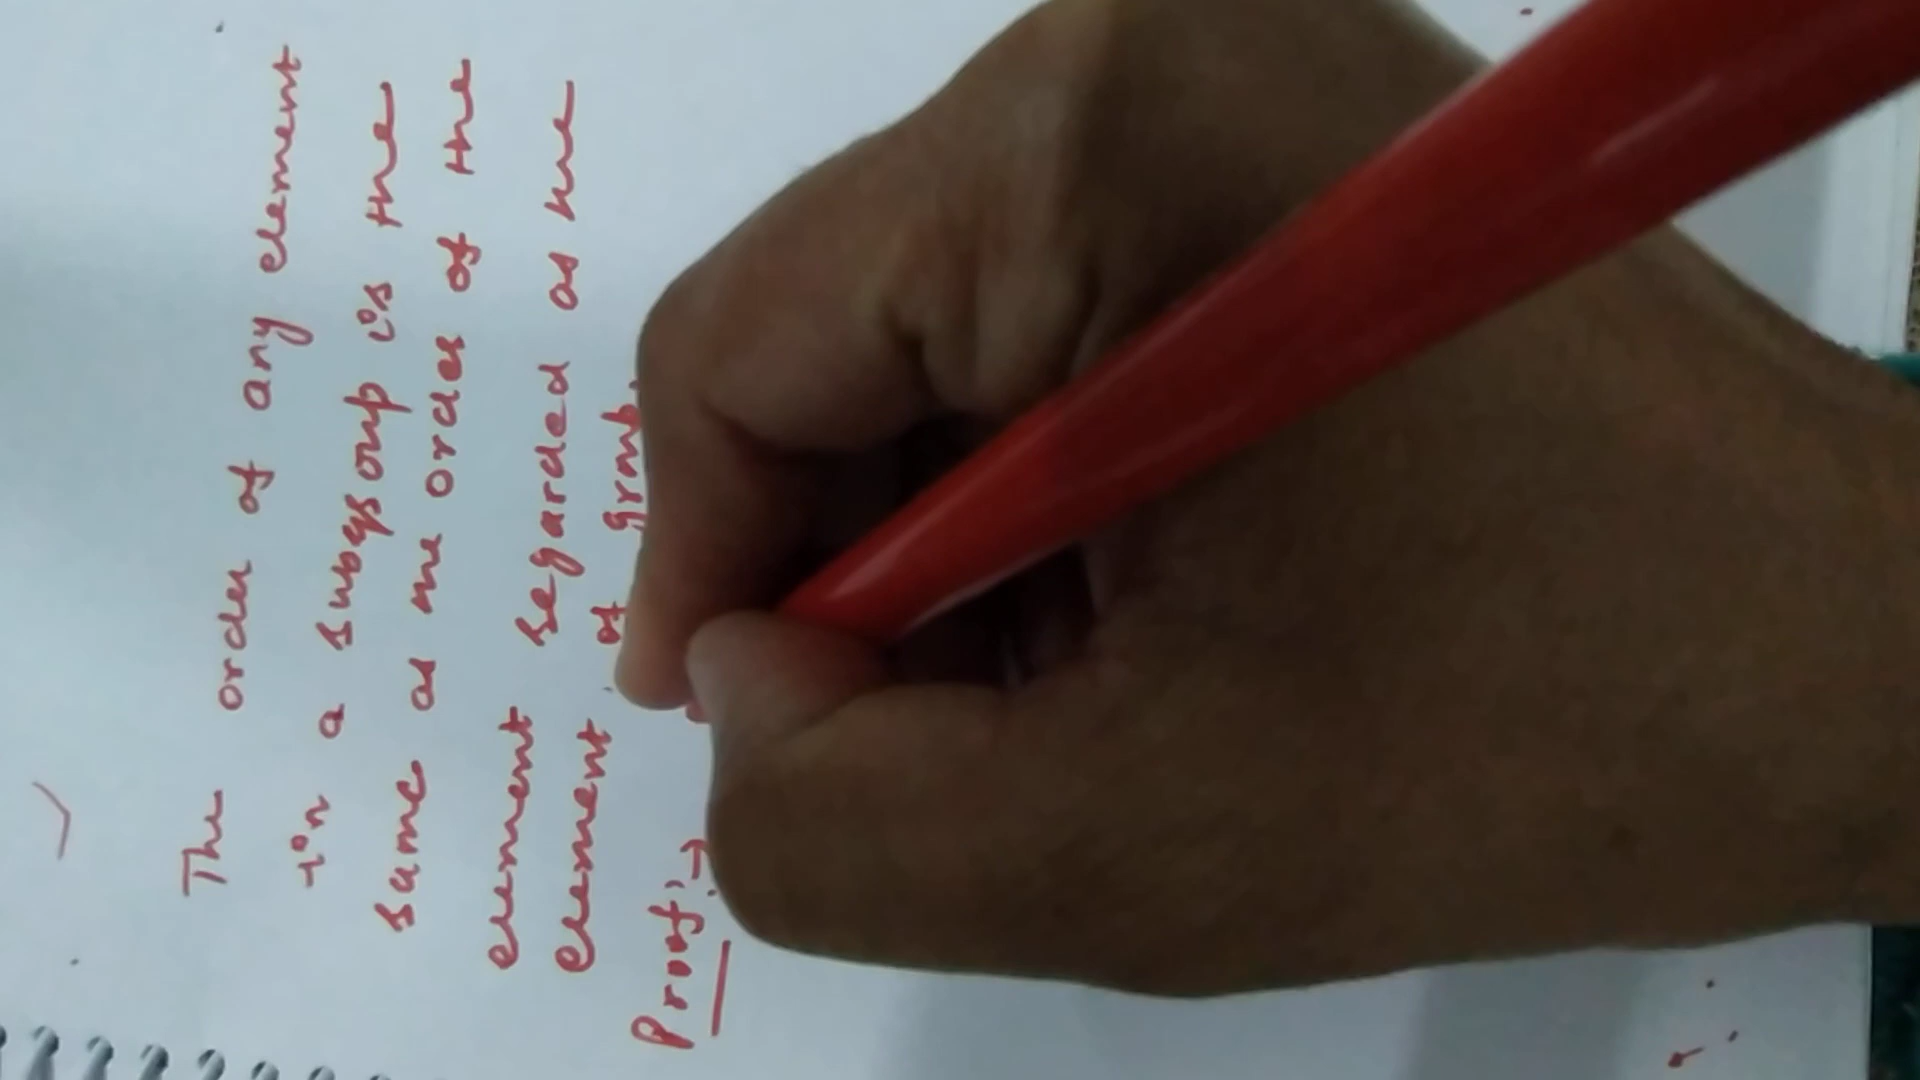 The order of any element
in a subgroup is the
same as the order of the
element regarded as the
element of group.
Proof:→